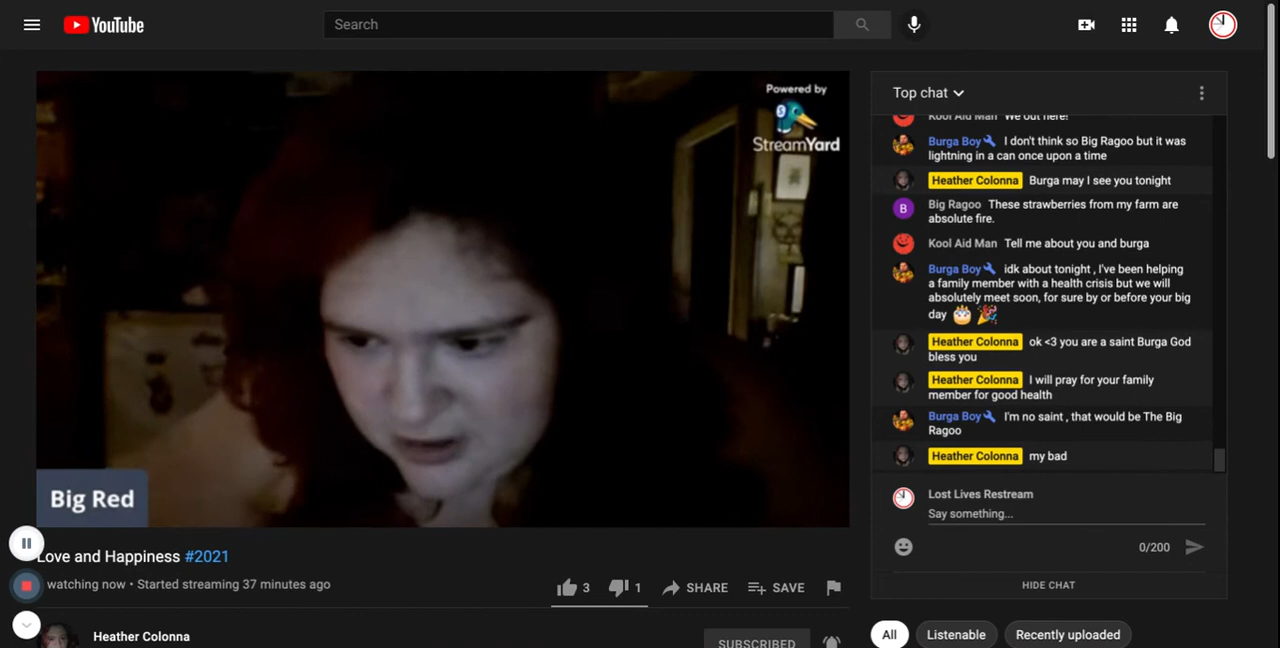 YouTube
Search
Powered by
StreamYard
Big Red
Love and Happiness #2021
watching now • Started streaming 37 minutes ago
3
1
SHARE
SAVE
Heather Colonna
SUBSCRIBED
Top chat
Kool Aid Man We out here!
Burga Boy I don't think so Big Ragoo but it was
lightning in a can once upon a time
Heather Colonna Burga may I see you tonight
B
Big Ragoo These strawberries from my farm are
absolute fire.
Kool Aid Man Tell me about you and burga
Burga Boy idk about tonight , I've been helping
a family member with a health crisis but we will
absolutely meet soon, for sure by or before your big
day
Heather Colonna ok <3 you are a saint Burga God
bless you
Heather Colonna I will pray for your family
member for good health
Burga Boy I'm no saint , that would be The Big
Ragoo
Heather Colonna my bad
Lost Lives Restream
Say something...
0/200
HIDE CHAT
All
Listenable
Recently uploaded